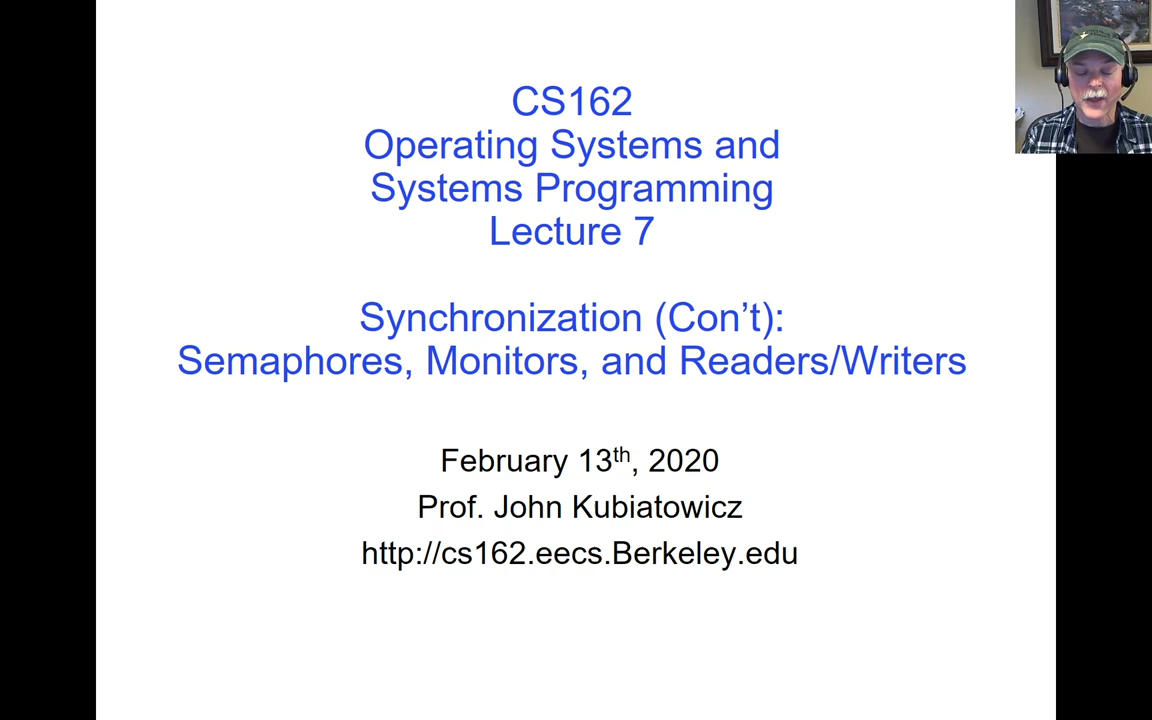 CS162
Operating Systems and
Systems Programming
Lecture 7
Synchronization (Con’t):
Semaphores, Monitors, and Readers/Writers
February 13th, 2020
Prof. John Kubiatowicz
http://cs162.eecs.Berkeley.edu